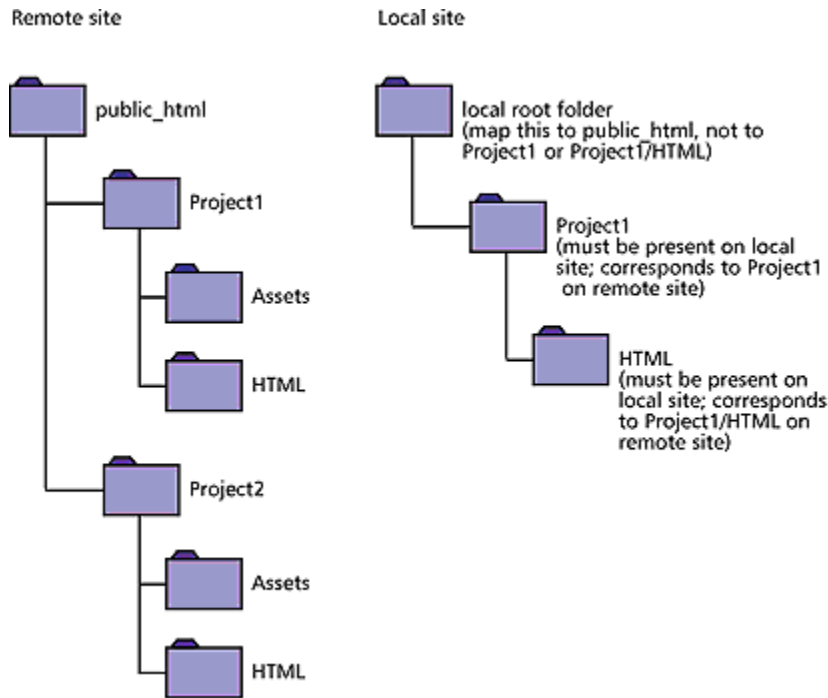 Remote site
public_html
Project1
Assets
HTML
Project2
Assets
HTML
Local site
local root folder
(map this to public_html, not to
Project1 or Project1/HTML)
Project1
(must be present on local
site; corresponds to Project1
on remote site)
HTML
(must be present on
local site; corresponds
to Project1/HTML on
remote site)